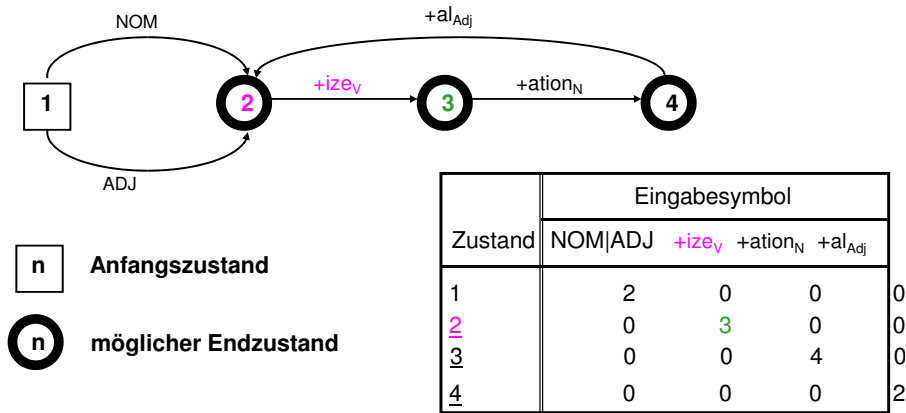 NOM
+al_Adj
1
2
+ize_V
3
+ation_N
4
ADJ
n Anfangszustand
n möglicher Endzustand
Eingabesymbol
Zustand NOM|ADJ +ize_V +ation_N +al_Adj
1 2 0 0 0
2 0 3 0 0
3 0 0 4 0
4 0 0 0 2